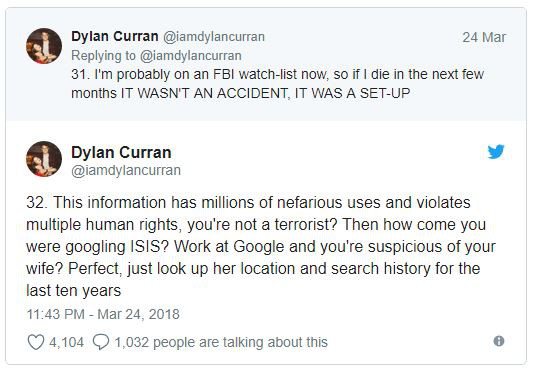 Dylan Curran @iamdylancurran 24 Mar
Replying to @iamdylancurran
31. I'm probably on an FBI watch-list now, so if I die in the next few
months IT WASN'T AN ACCIDENT, IT WAS A SET-UP
Dylan Curran
@iamdylancurran
32. This information has millions of nefarious uses and violates
multiple human rights, you're not a terrorist? Then how come you
were googling ISIS? Work at Google and you're suspicious of your
wife? Perfect, just look up her location and search history for the
last ten years
11:43 PM - Mar 24, 2018
4,104 1,032 people are talking about this